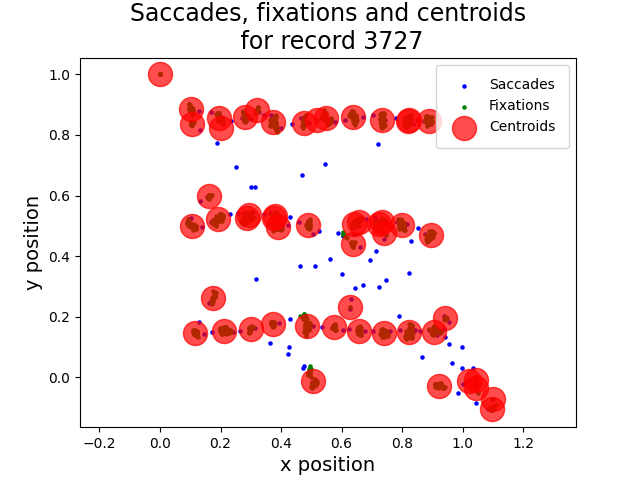 Saccades, fixations and centroids
for record 3727
Saccades
Fixations
Centroids
y position
1.0
0.8
0.6
0.4
0.2
0.0
−0.2
0.0
0.2
0.4
0.6
0.8
1.0
1.2
x position